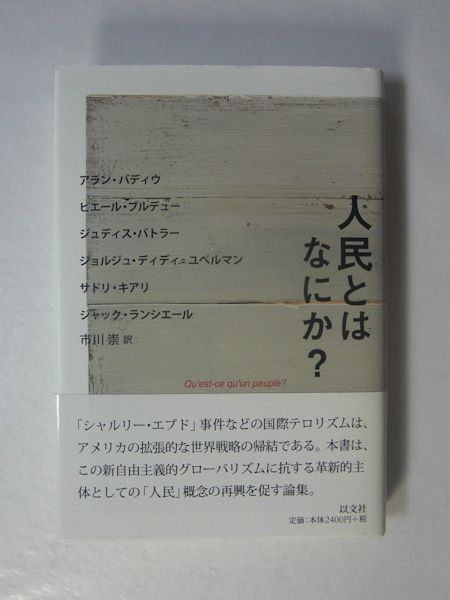 人民とは
なにか?
アラン・バディウ
ピエール・ブルデュー
ジュディス・バトラー
ジョルジュ・ディディ=ユベルマン
サドリ・キアリ
ジャック・ランシエール
市川 崇 訳
Qu'est-ce qu'un peuple?
「シャルリー・エブド」事件などの国際テロリズムは、
アメリカの拡張的な世界戦略の帰結である。本書は、
この新自由主義的グローバリズムに抗する革新的主
体としての「人民」概念の再興を促す論集。
以文社
定価:本体2400円+税